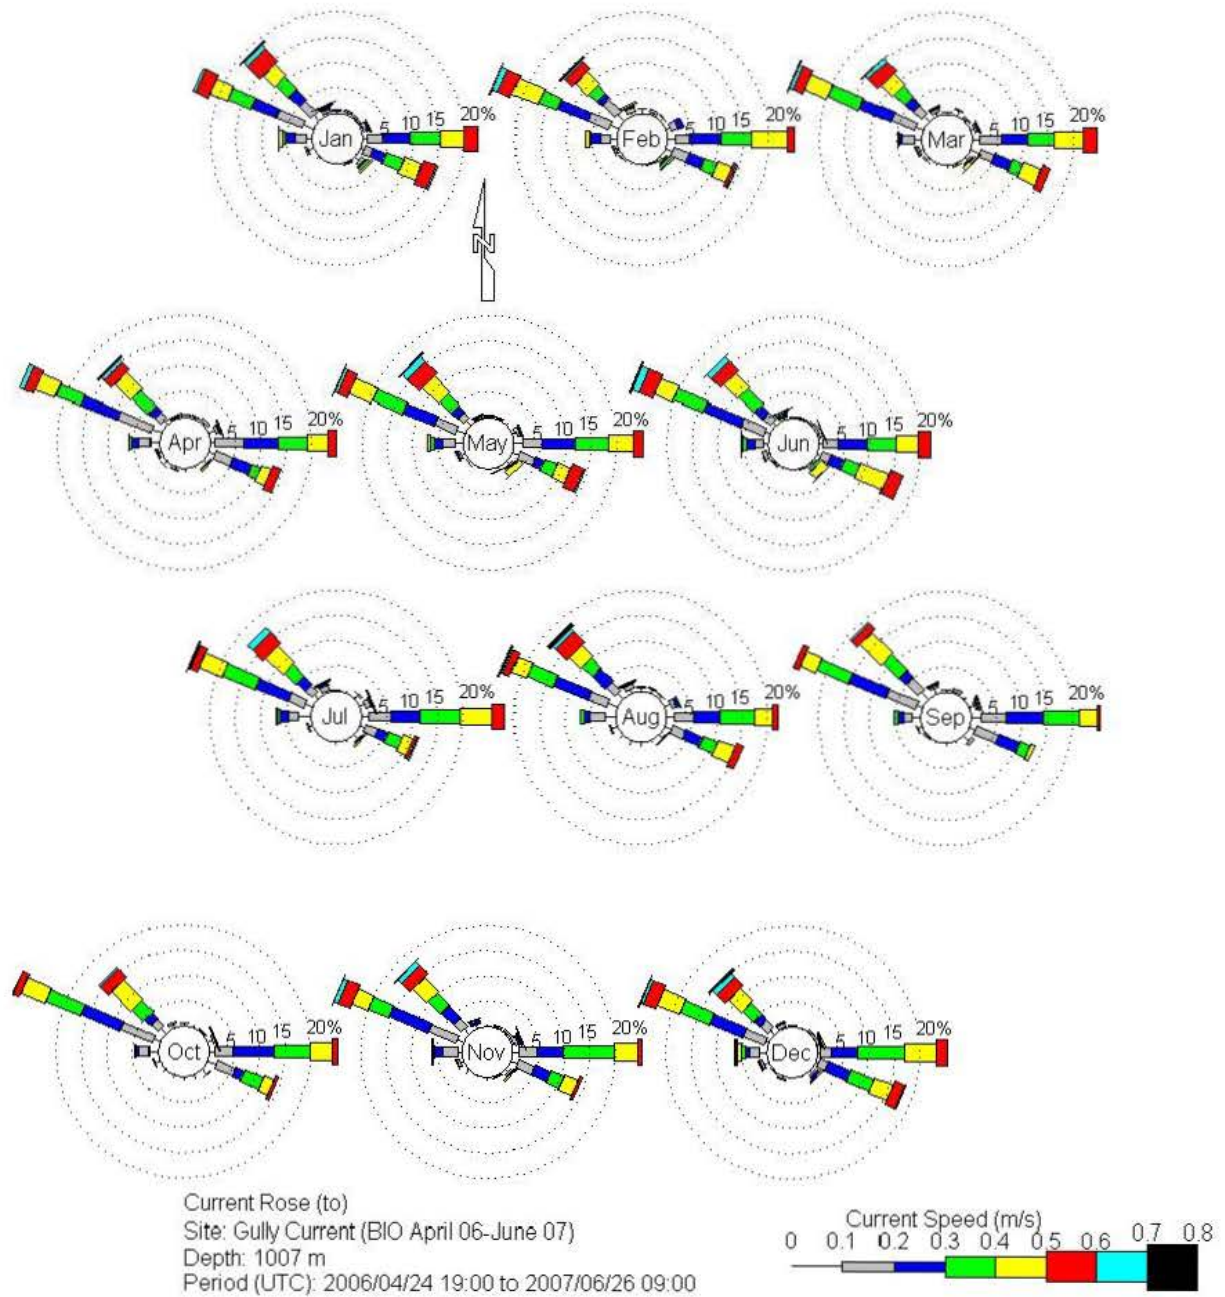 20%
15
10
5
Jan
20%
15
10
5
Feb
20%
15
10
5
Mar
N
20%
15
10
5
Apr
20%
15
10
5
May
20%
15
10
5
Jun
20%
15
10
5
Jul
20%
15
10
5
Aug
20%
15
10
5
Sep
20%
15
10
5
Oct
20%
15
10
5
Nov
20%
15
10
5
Dec
Current Rose (to)
Site: Gully Current (BIO April 06-June 07)
Depth: 1007 m
Period (UTC): 2006/04/24 19:00 to 2007/06/26 09:00
Current Speed (m/s)
0 0.1 0.2 0.3 0.4 0.5 0.6 0.7 0.8